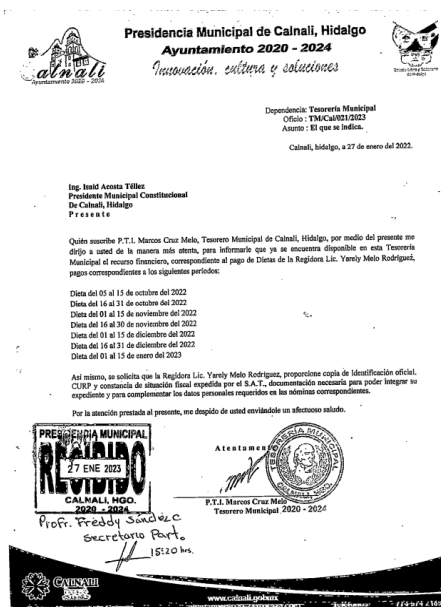 Presidencia Municipal de Calnali, Hidalgo
Ayuntamiento 2020 - 2024
Innovación, cultura y soluciones
Calnali
Ayuntamiento 2020 - 2024
Dependencia: Tesorería Municipal
Oficio : TM/Cal/021/2023
Asunto : El que se indica.
Calnali, hidalgo, a 27 de enero del 2022.
Ing. Isaid Acosta Téllez
Presidente Municipal Constitucional
De Calnali, Hidalgo
P r e s e n t e
Quién suscribe P.T.I. Marcos Cruz Melo, Tesorero Municipal de Calnali, Hidalgo, por medio del presente me
dirijo a usted de la manera más atenta, para informarle que ya se encuentra disponible en esta Tesorería
Municipal el recurso financiero, correspondiente al pago de Dietas de la Regidora Lic. Yarely Melo Rodríguez,
pagos correspondientes a los siguientes periodos:
Dieta del 05 al 15 de octubre del 2022
Dieta del 16 al 31 de octubre del 2022
Dieta del 01 al 15 de noviembre del 2022
Dieta del 16 al 30 de noviembre del 2022
Dieta del 01 al 15 de diciembre del 2022
Dieta del 16 al 31 de diciembre del 2022
Dieta del 01 al 15 de enero del 2023
Así mismo, se solicita que la Regidora Lic. Yarely Melo Rodríguez, proporcione copia de Identificación oficial,
CURP y constancia de situación fiscal expedida por el S.A.T., documentación necesaria para poder integrar su
expediente y para complementar los datos personales requeridos en las nóminas correspondientes.
Por la atención prestada al presente, me despido de usted enviándole un afectuoso saludo.
PRESIDENCIA MUNICIPAL
27 ENE 2023
RECIBIDO
CALNALI, HGO.
2020 - 2024
Profr. Freddy Sánchez
Secretario Part.
15:20 hrs.
A t e n t a m e n t
TESORERÍA MUNICIPAL
P.T.I. Marcos Cruz Melo
Tesorero Municipal 2020 - 2024
CALNALI
www.calnali.gob.mx
Teléfonos: